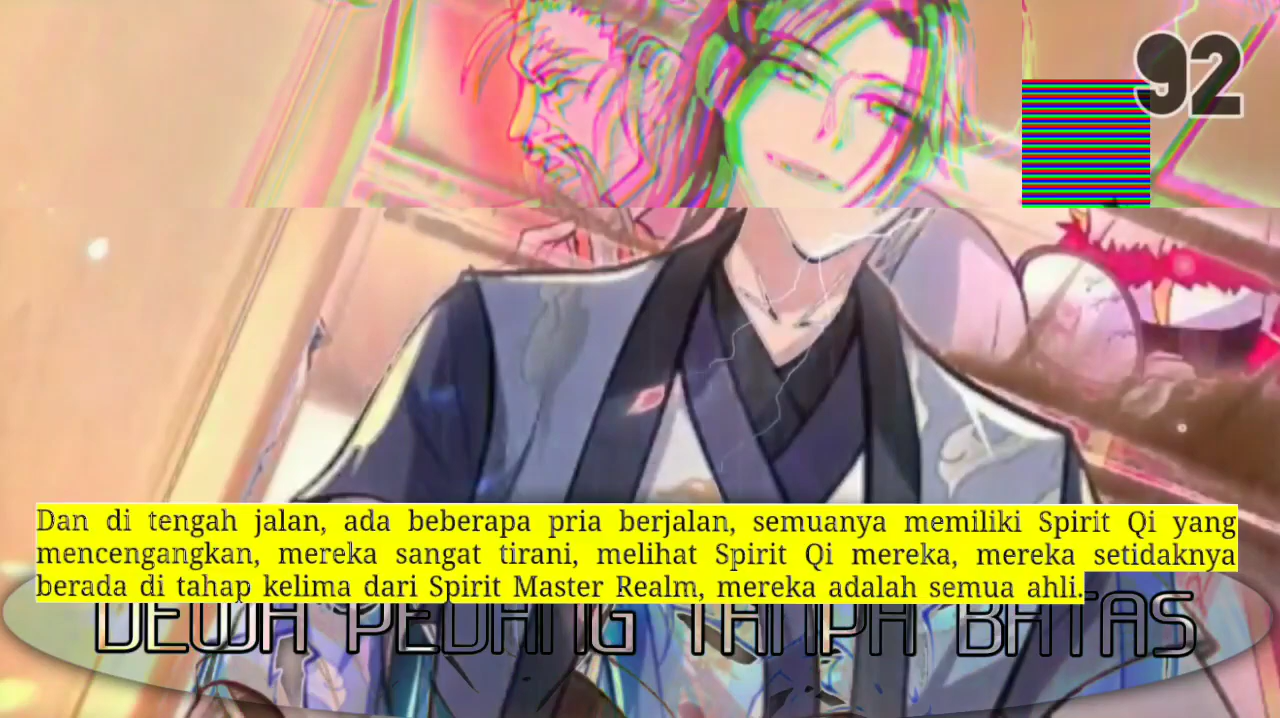 92
Dan di tengah jalan, ada beberapa pria berjalan, semuanya memiliki Spirit Qi yang
mencengangkan, mereka sangat tirani, melihat Spirit Qi mereka, mereka setidaknya
berada di tahap kelima dari Spirit Master Realm, mereka adalah semua ahli.
DEWA PEDANG TANPA BATAS